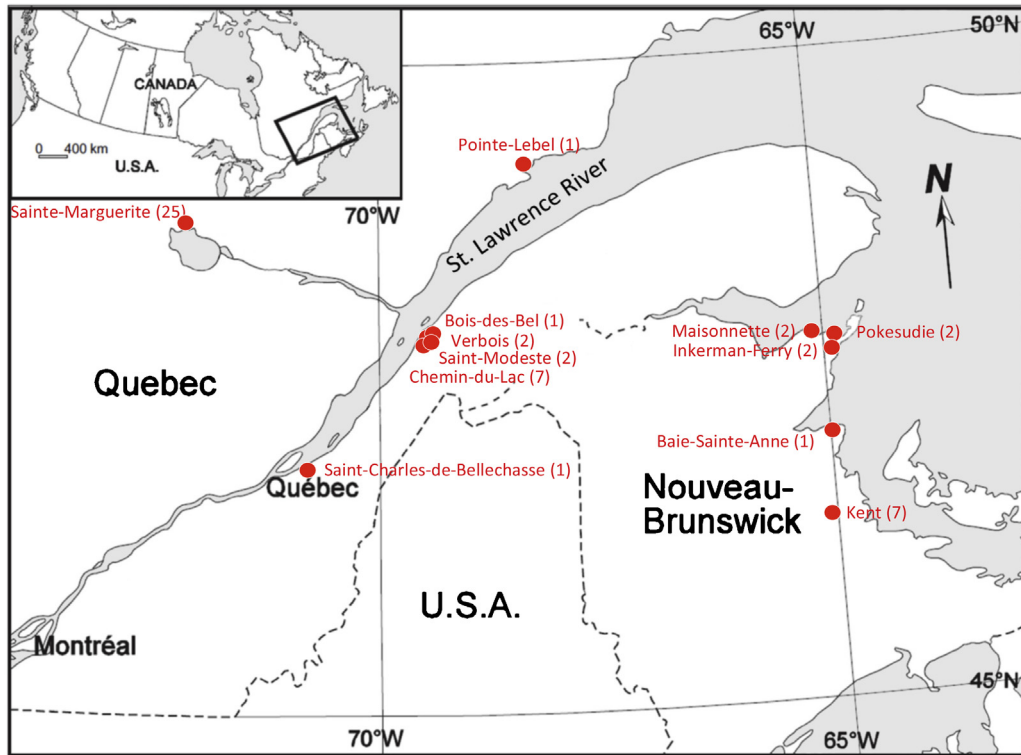 65°W
50°N
CANADA
0 400 km
U.S.A.
Pointe-Lebel (1)
N
Sainte-Marguerite (25)
70°W
St. Lawrence River
Bois-des-Bel (1)
Verbois (2)
Saint-Modeste (2)
Chemin-du-Lac (7)
Maisonnette (2)
Pokesudie (2)
Inkerman-Ferry (2)
Quebec
Baie-Sainte-Anne (1)
Saint-Charles-de-Bellechasse (1)
Québec
Nouveau-
Brunswick
Kent (7)
U.S.A.
Montréal
45°N
70°W
65°W